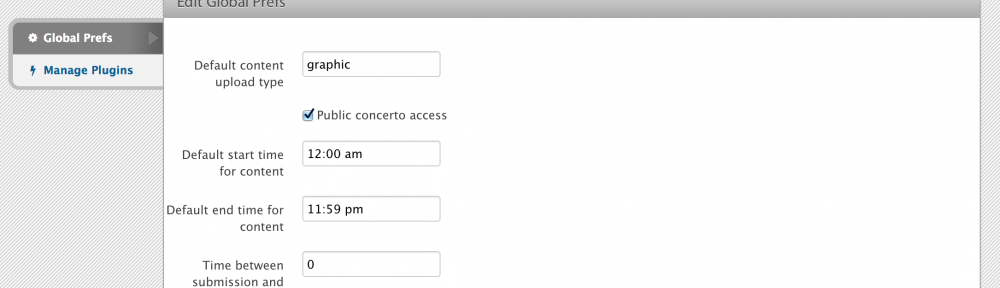 Edit Global Prefs
Global Prefs
Manage Plugins
Default content
upload type
graphic
Public concerto access
Default start time
for content
12:00 am
Default end time for
content
11:59 pm
Time between
submission and
0